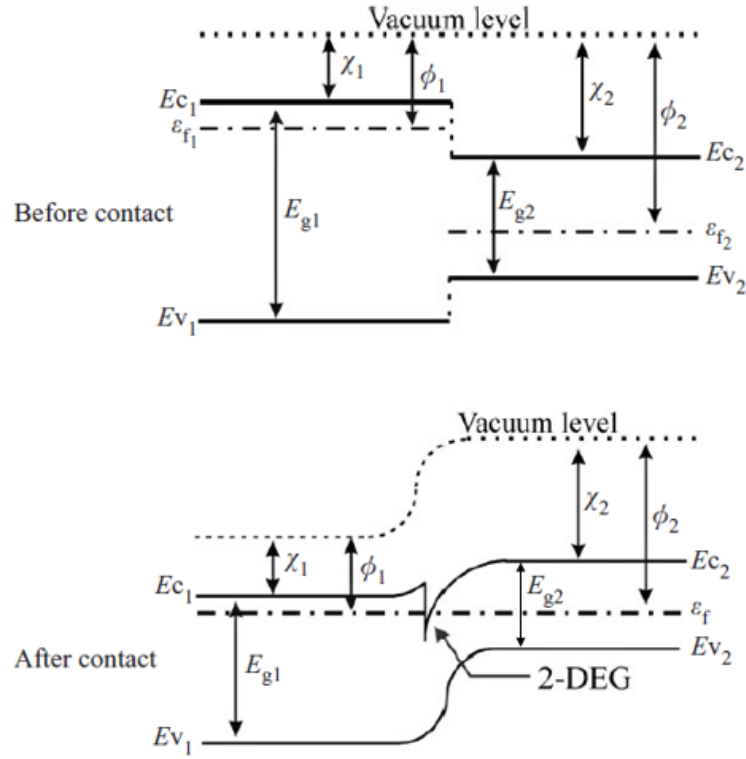 Vacuum level
χ₁
ϕ₁
χ₂
ϕ₂
Ec₁
εf₁
Ec₂
Before contact
Eg1
Eg2
εf₂
Ev₂
Ev₁
Vacuum level
χ₂
ϕ₂
χ₁
ϕ₁
Ec₂
Ec₁
Eg2
εf
After contact
Eg1
Ev₂
2-DEG
Ev₁